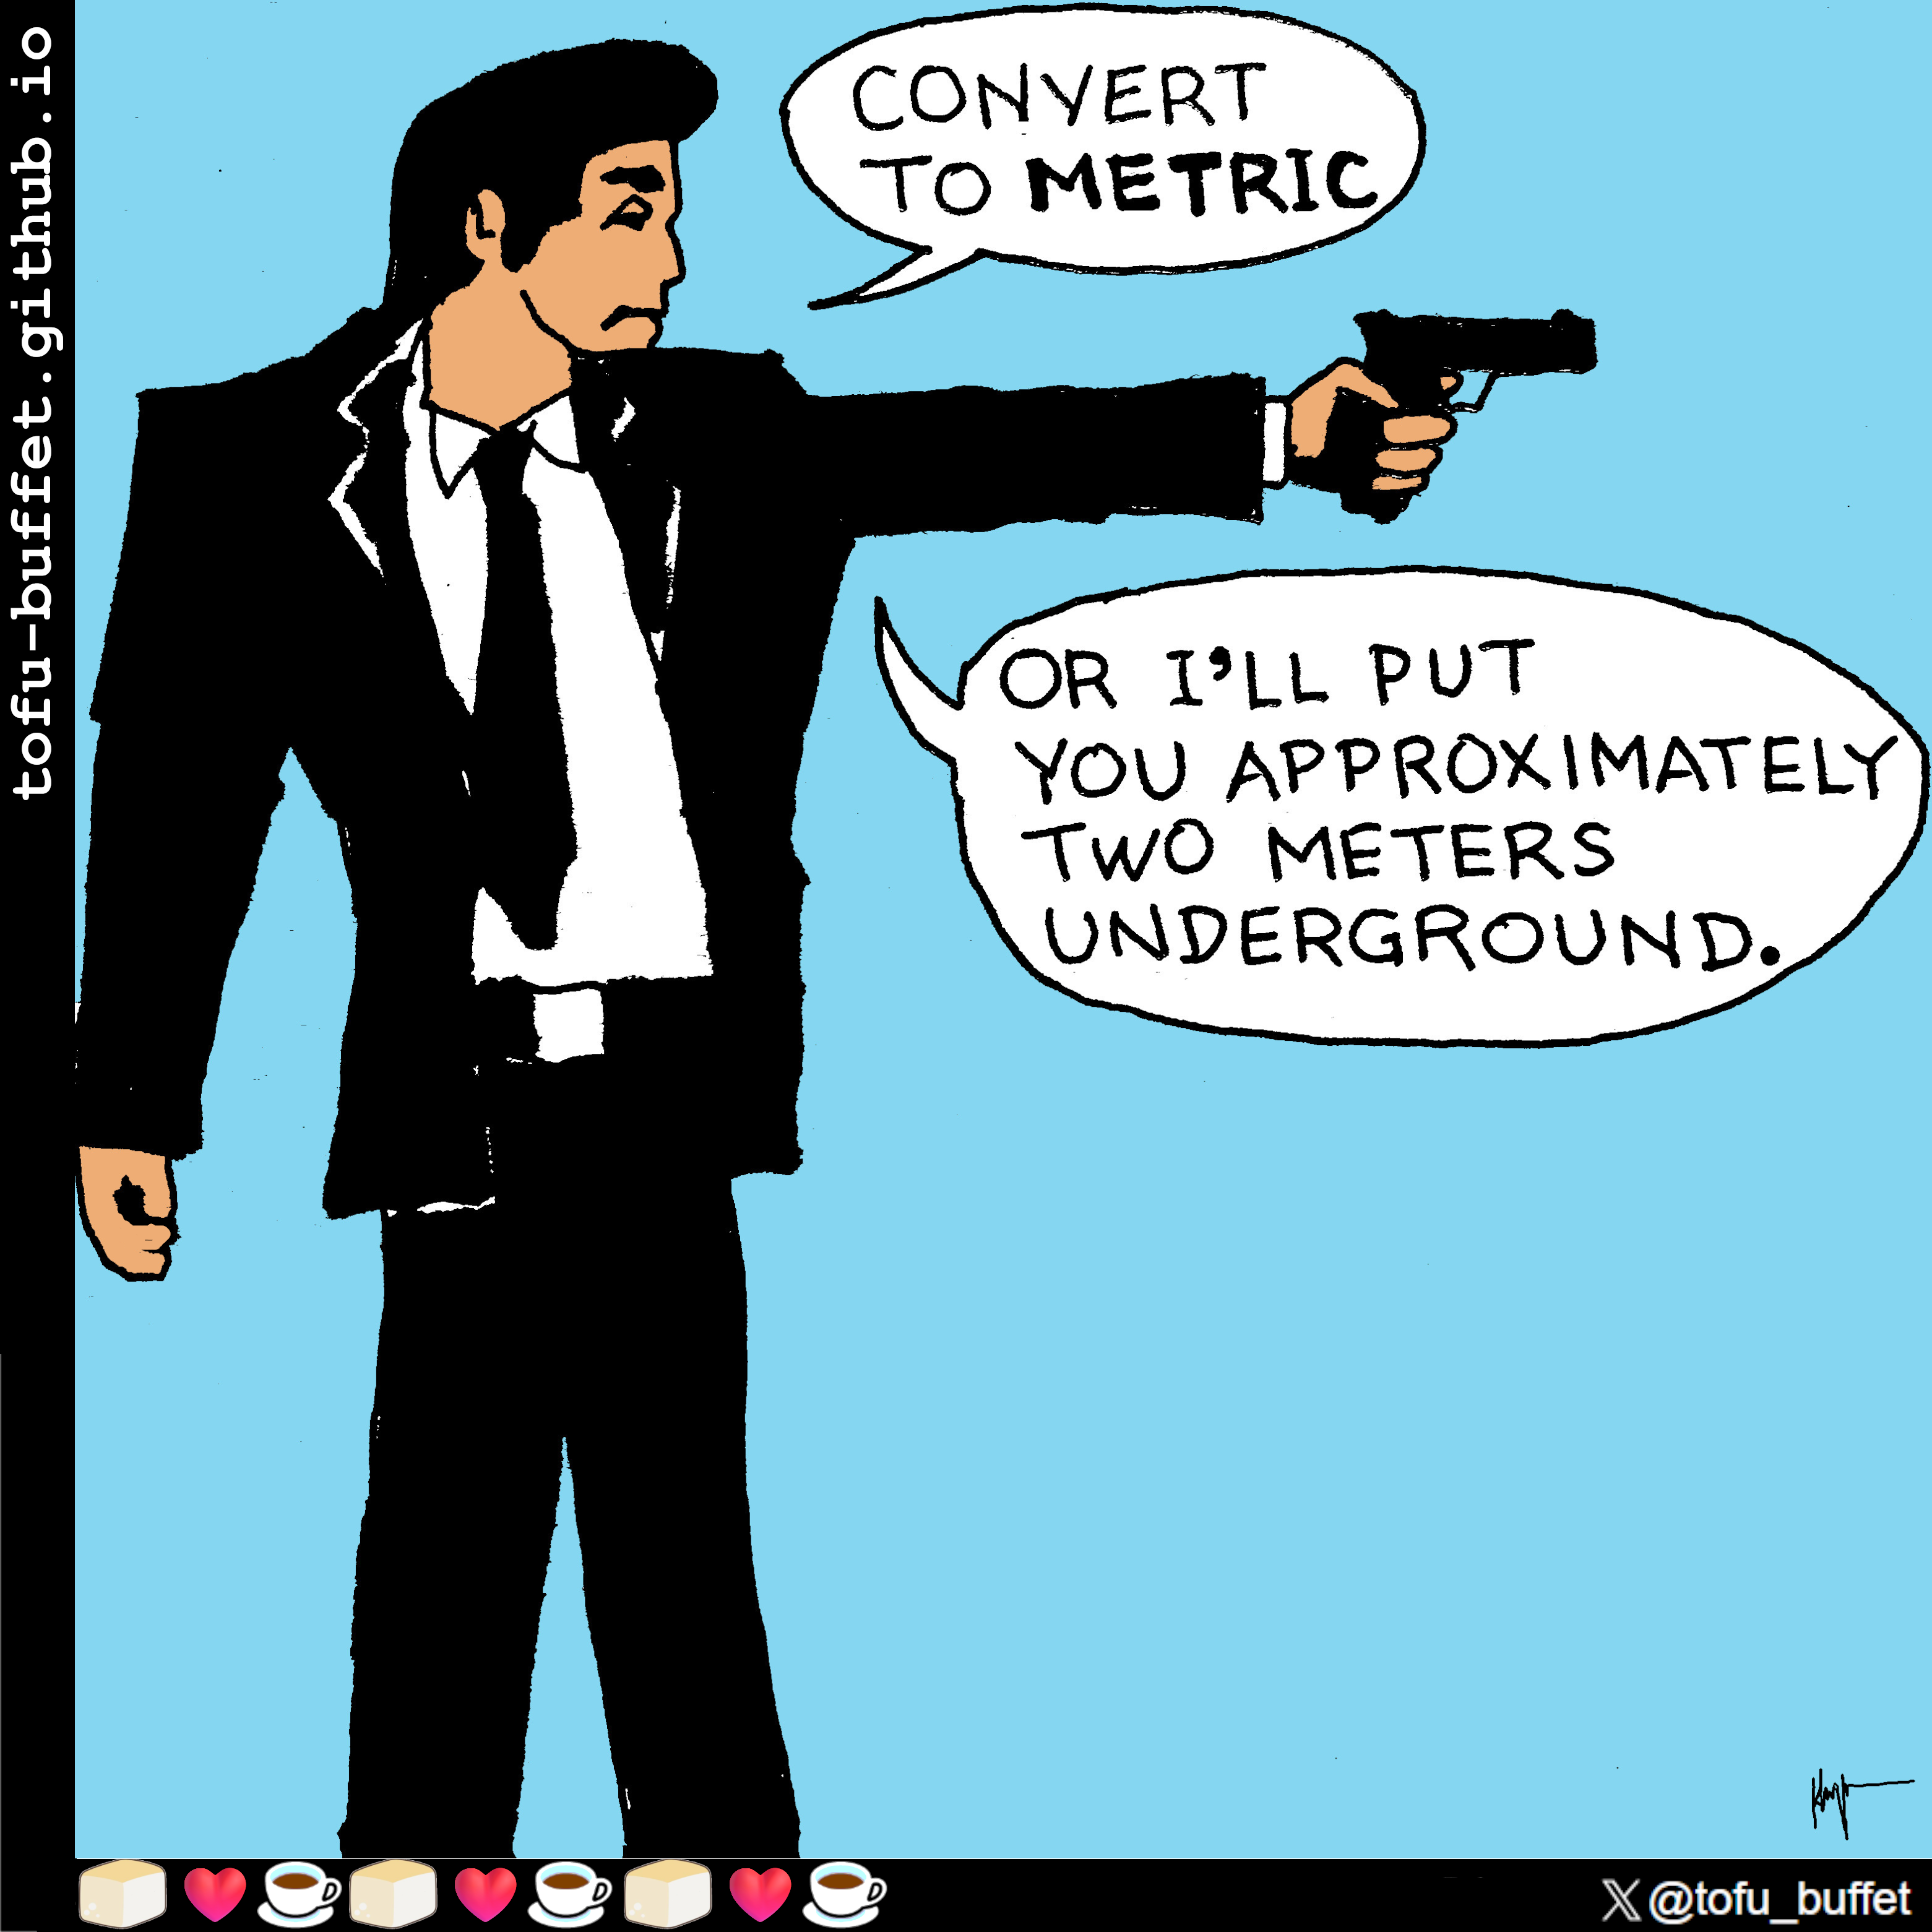 tofu-buffet.github.io
CONVERT
TO METRIC
OR I'LL PUT
YOU APPROXIMATELY
TWO METERS
UNDERGROUND.
X @tofu_buffet